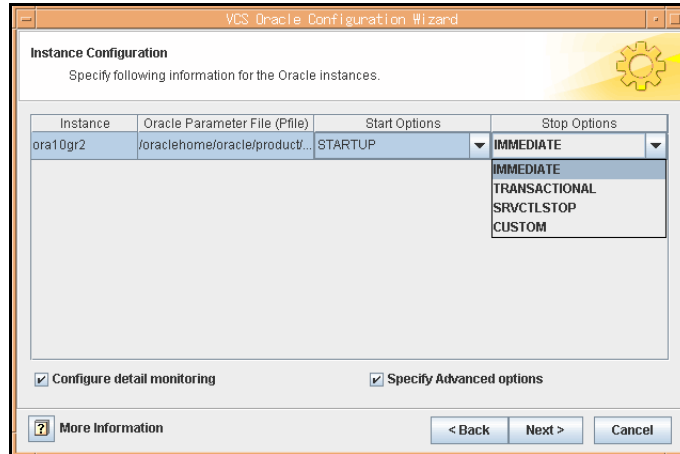 VCS Oracle Configuration Wizard
Instance Configuration
Specify following information for the Oracle instances.
Instance Oracle Parameter File (Pfile) Start Options Stop Options
ora10gr2 /oraclehome/oracle/product/... STARTUP IMMEDIATE
IMMEDIATE
TRANSACTIONAL
SRVCTLSTOP
CUSTOM
Configure detail monitoring Specify Advanced options
? More Information < Back Next > Cancel